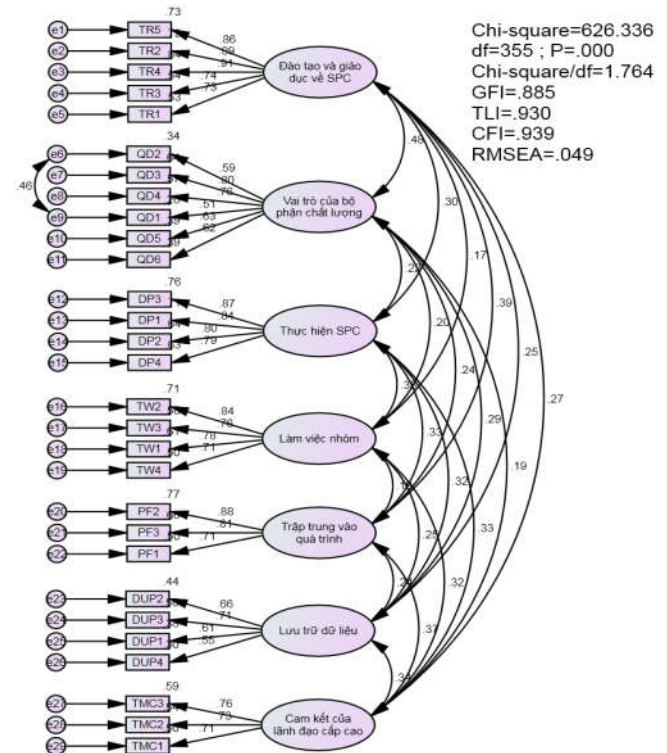 Chi-square=626.336
df=355 ; P=.000
Chi-square/df=1.764
GFI=.885
TLI=.930
CFI=.939
RMSEA=.049
.73
e1 TR5 .86
e2 TR2 .89
e3 TR4 .91
e4 TR3 .74
e5 TR1 .73
Đào tạo và giáo
dục về SPC
.48
.34
e6 QD2 .59
e7 QD3 .80
e8 QD4 .76
e9 QD1 .51
e10 QD5 .63
e11 QD6 .62
.46
Vai trò của bộ
phận chất lượng
.30
.17
.39
.25
.27
.76
e12 DP3 .87
e13 DP1 .84
e14 DP2 .80
e15 DP4 .79
Thực hiện SPC
.20
.24
.29
.19
.71
e16 TW2 .84
e17 TW3 .76
e18 TW1 .78
e19 TW4 .71
Làm việc nhóm
.33
.32
.33
.77
e20 PF2 .88
e21 PF3 .81
e22 PF1 .71
Trập trung vào
quá trình
.25
.32
.44
e23 DUP2 .66
e24 DUP3 .71
e25 DUP1 .61
e26 DUP4
Lưu trữ dữ liệu
.37
.34
.59
e27 TMC3 .76
e28 TMC2 .73
e29 TMC1 .71
Cam kết của
lãnh đạo cấp cao